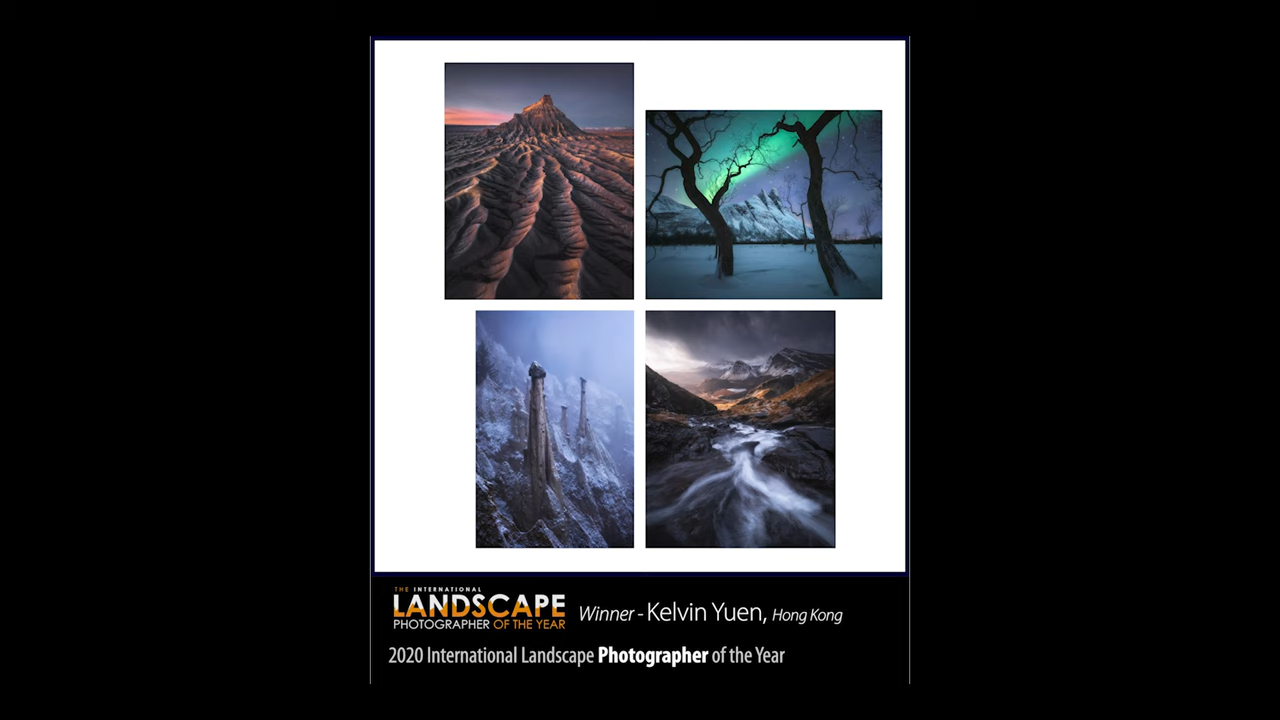 THE INTERNATIONAL
LANDSCAPE
PHOTOGRAPHER OF THE YEAR
Winner - Kelvin Yuen, Hong Kong
2020 International Landscape Photographer of the Year